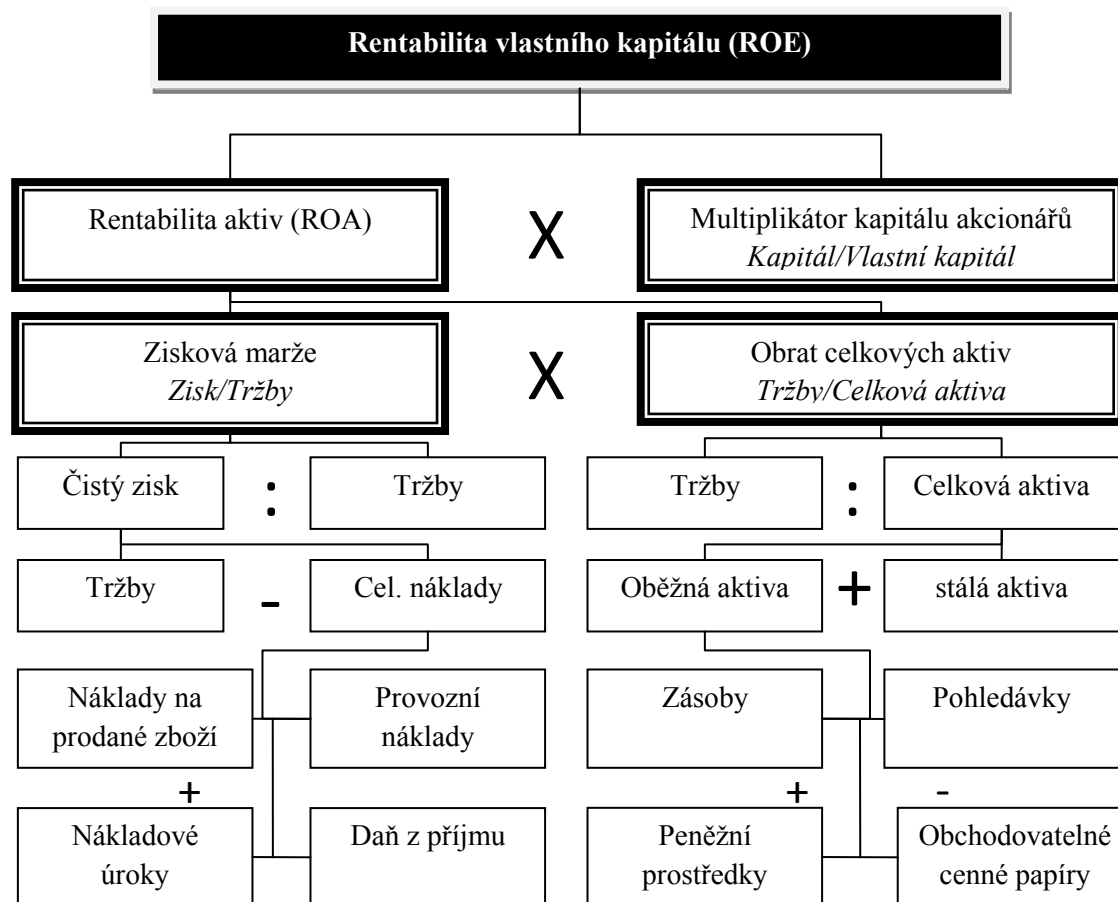 Rentabilita vlastního kapitálu (ROE)
Rentabilita aktiv (ROA)
X
Multiplikátor kapitálu akcionářů
Kapitál/Vlastní kapitál
Zisková marže
Zisk/Tržby
X
Obrat celkových aktiv
Tržby/Celková aktiva
Čistý zisk
:
Tržby
Tržby
:
Celková aktiva
Tržby
-
Cel. náklady
Oběžná aktiva
+
stálá aktiva
Náklady na
prodané zboží
Provozní
náklady
Zásoby
Pohledávky
+
+
-
Nákladové
úroky
Daň z příjmu
Peněžní
prostředky
Obchodovatelné
cenné papíry